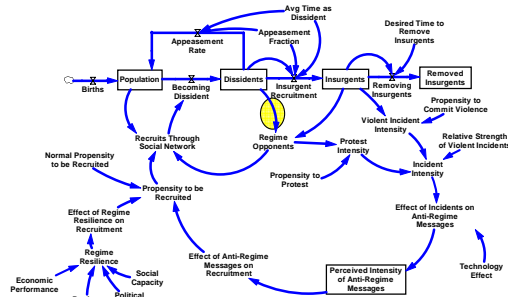 Avg Time as
Dissident
Appeasement
Fraction
Desired Time to
Remove
Insurgents
Appeasement
Rate
Population
Dissidents
Insurgents
Removed
Insurgents
Births
Becoming
Dissident
Insurgent
Recruitment
Removing
Insurgents
Propensity to
Commit Violence
Violent Incident
Intensity
Recruits Through
Social Network
Regime
Opponents
Protest
Intensity
Relative Strength
of Violent Incidents
Normal Propensity
to be Recruited
Incident
Intensity
Propensity to
Protest
Propensity to be
Recruited
Effect of Regime
Resilience on
Recruitment
Effect of Incidents on
Anti-Regime
Messages
Regime
Resilience
Effect of Anti-Regime
Messages on
Recruitment
Technology
Effect
Economic
Performance
Social
Capacity
Perceived Intensity
of Anti-Regime
Messages
Political